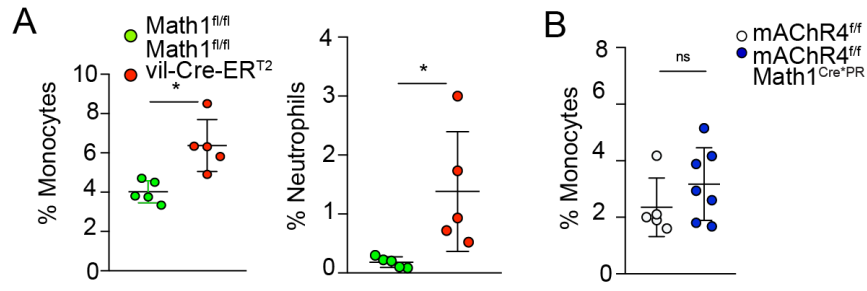 A
Math1fl/fl
Math1fl/fl
vil-Cre-ERT2
% Monocytes
10
8
6
4
2
0
*
% Neutrophils
4
3
2
1
0
*
B
mAChR4f/f
mAChR4f/f
Math1Cre*PR
% Monocytes
8
6
4
2
0
ns